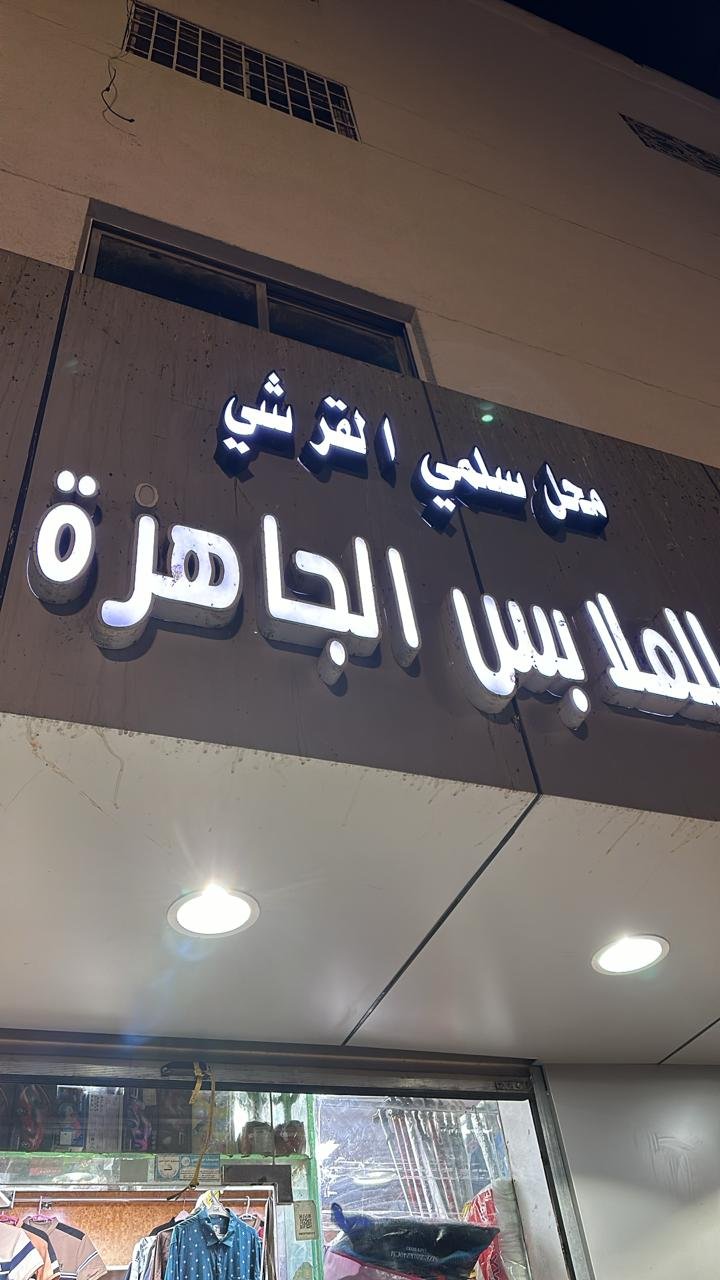 محل سلمي القرشي
للملابس الجاهزة